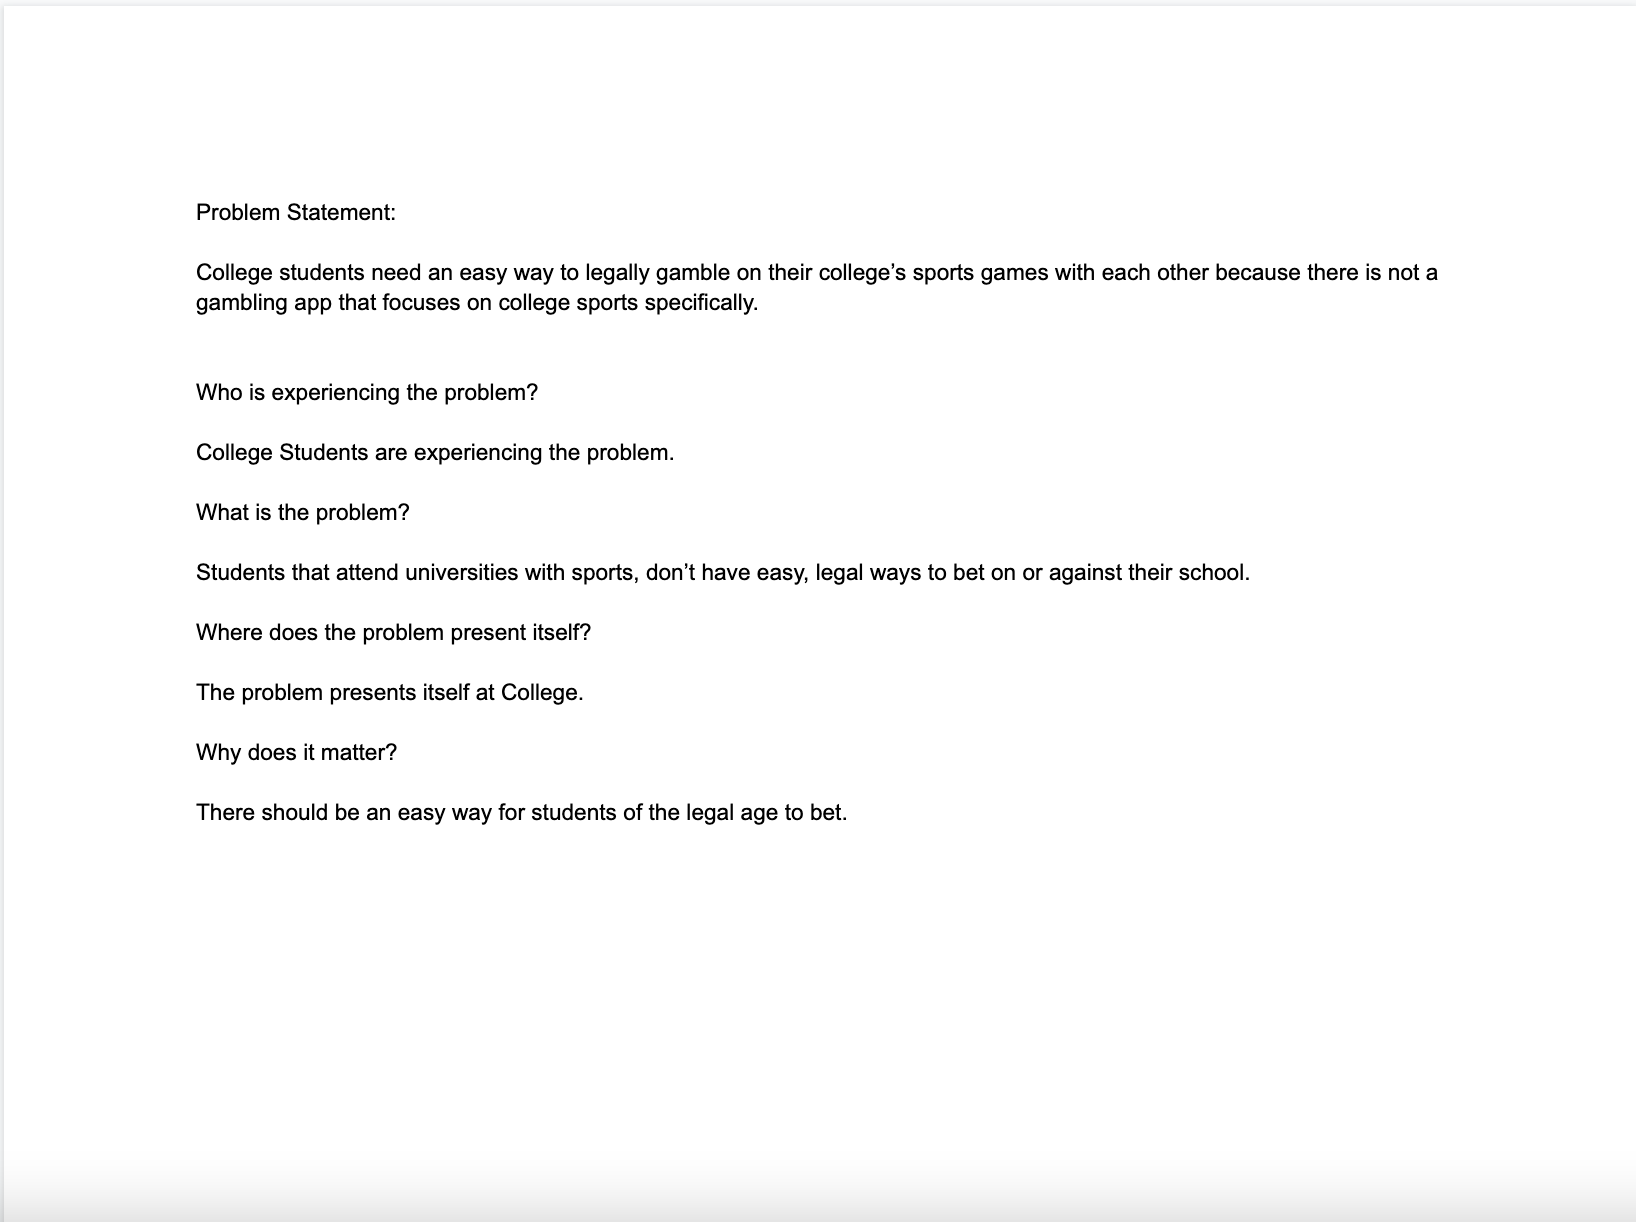 Problem Statement:
College students need an easy way to legally gamble on their college’s sports games with each other because there is not a
gambling app that focuses on college sports specifically.
Who is experiencing the problem?
College Students are experiencing the problem.
What is the problem?
Students that attend universities with sports, don’t have easy, legal ways to bet on or against their school.
Where does the problem present itself?
The problem presents itself at College.
Why does it matter?
There should be an easy way for students of the legal age to bet.